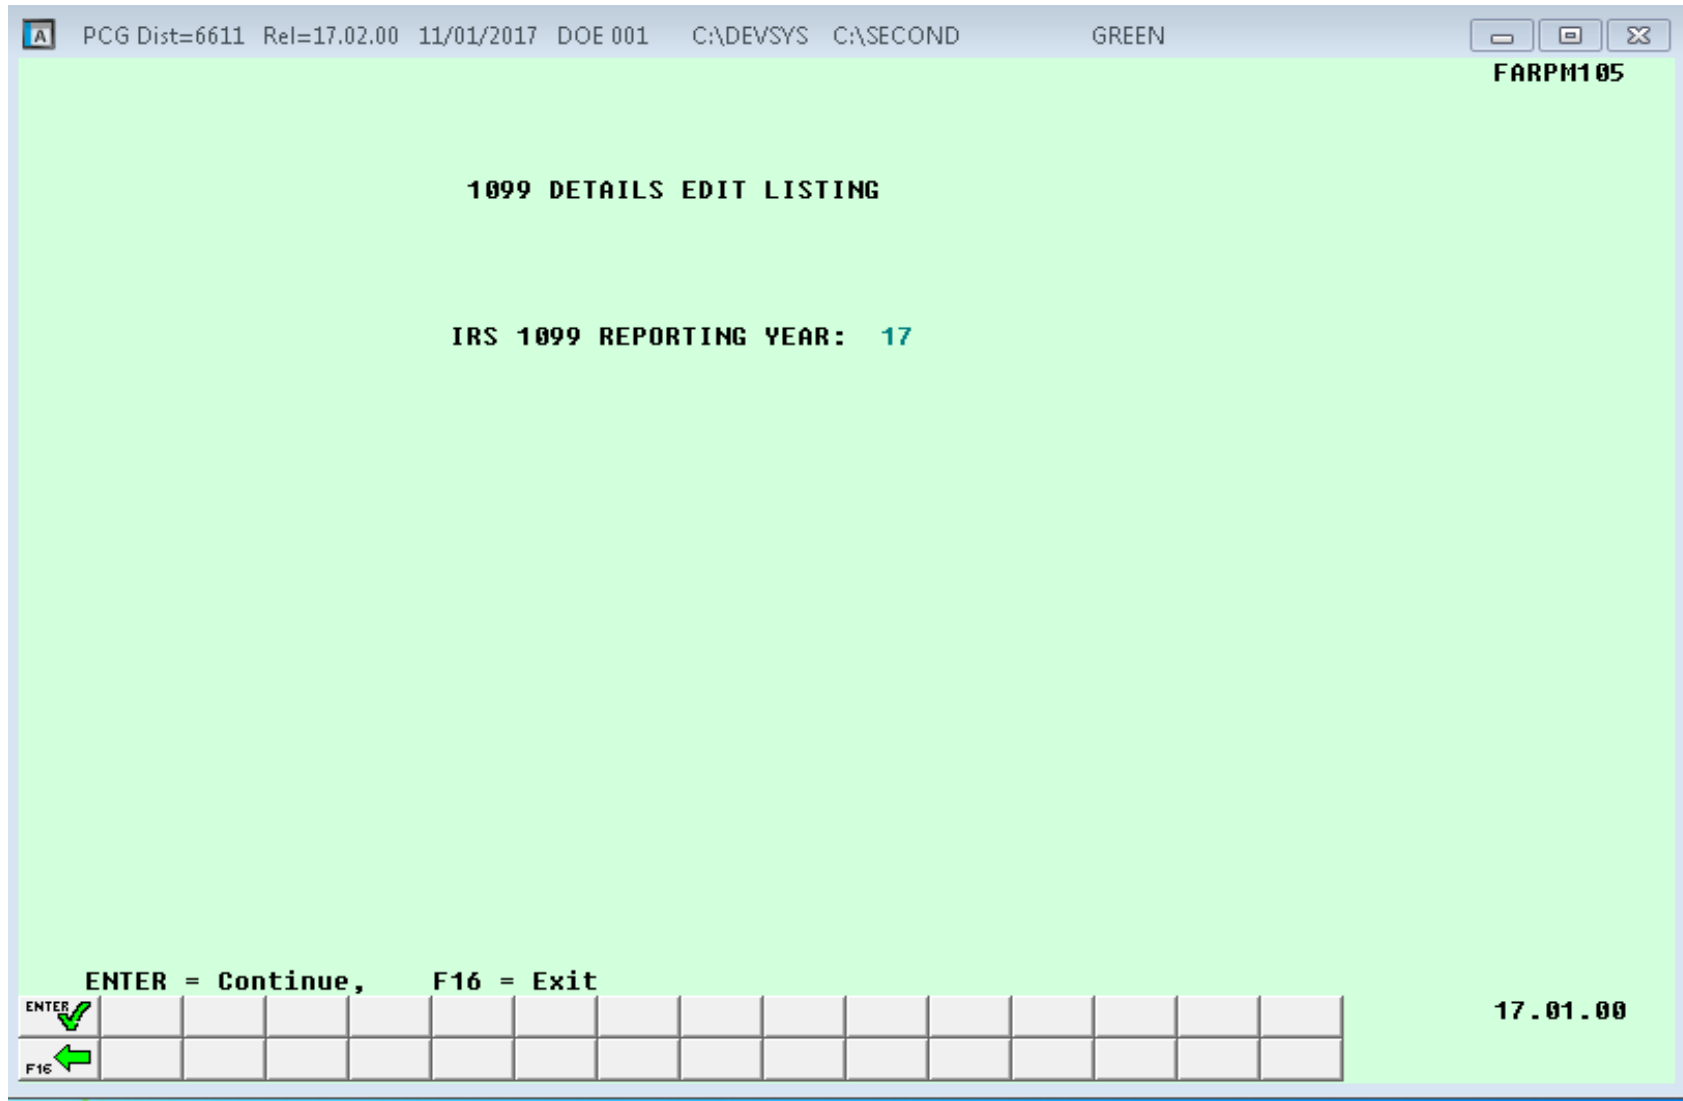 PCG Dist=6611 Rel=17.02.00 11/01/2017 DOE 001 C:\DEVSYS C:\SECOND GREEN
FARPM105
1099 DETAILS EDIT LISTING
IRS 1099 REPORTING YEAR: 17
ENTER = Continue, F16 = Exit
ENTER
17.01.00
F16